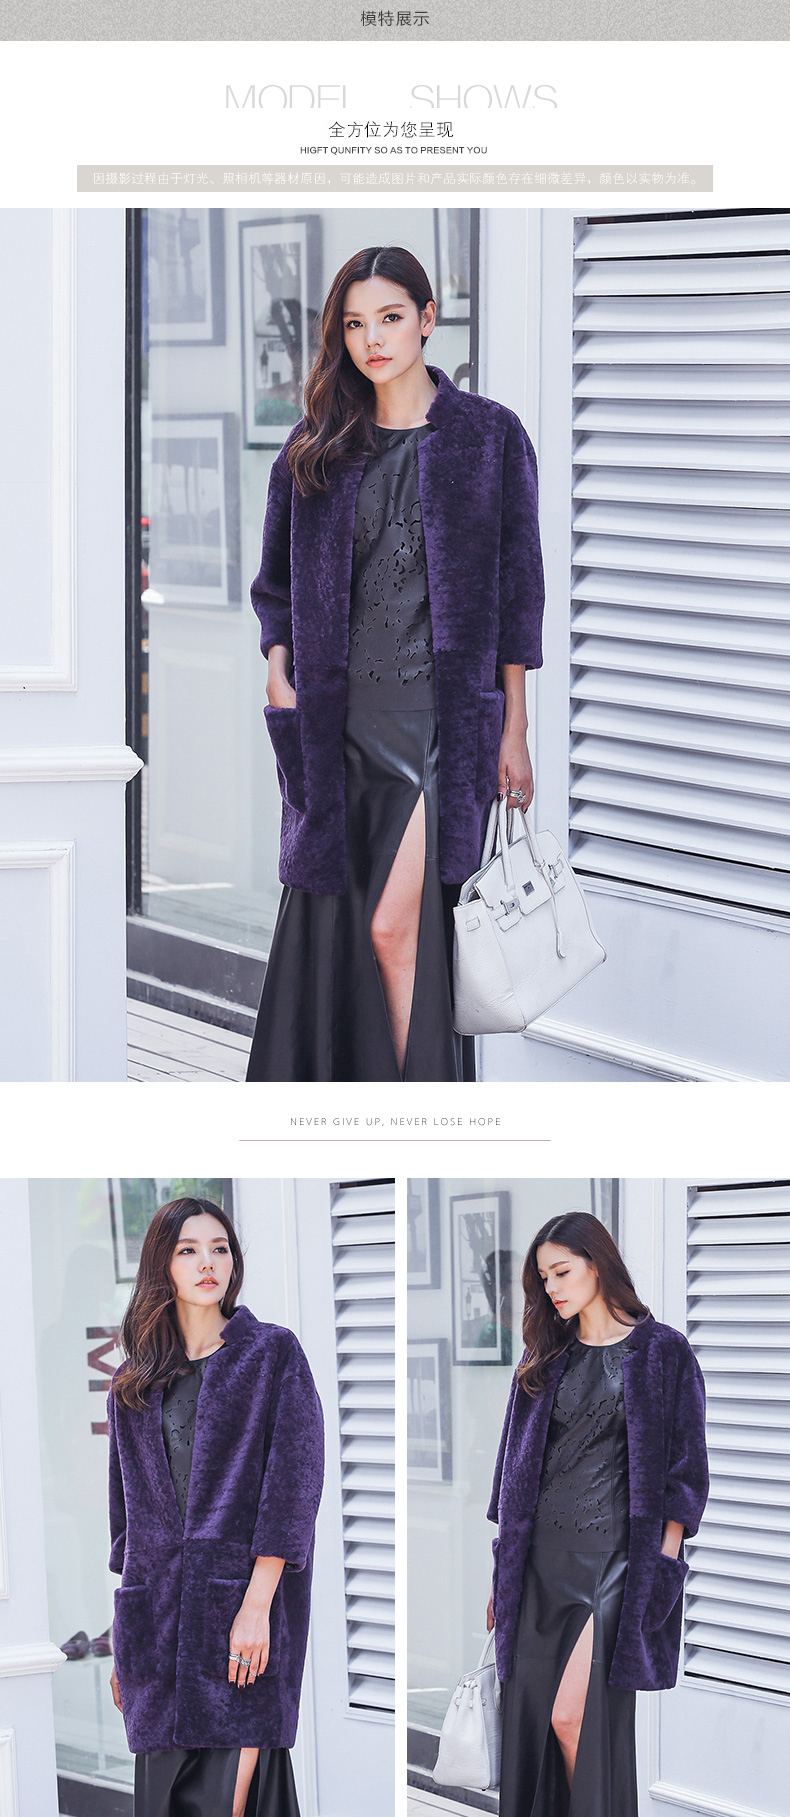 模特展示
MODEL SHOWS
全方位为您呈现
HIGFT QUNFITY SO AS TO PRESENT YOU
因摄影过程由于灯光、照相机等器材原因，可能造成图片和产品实际颜色存在细微差异，颜色以实物为准。
NEVER GIVE UP, NEVER LOSE HOPE